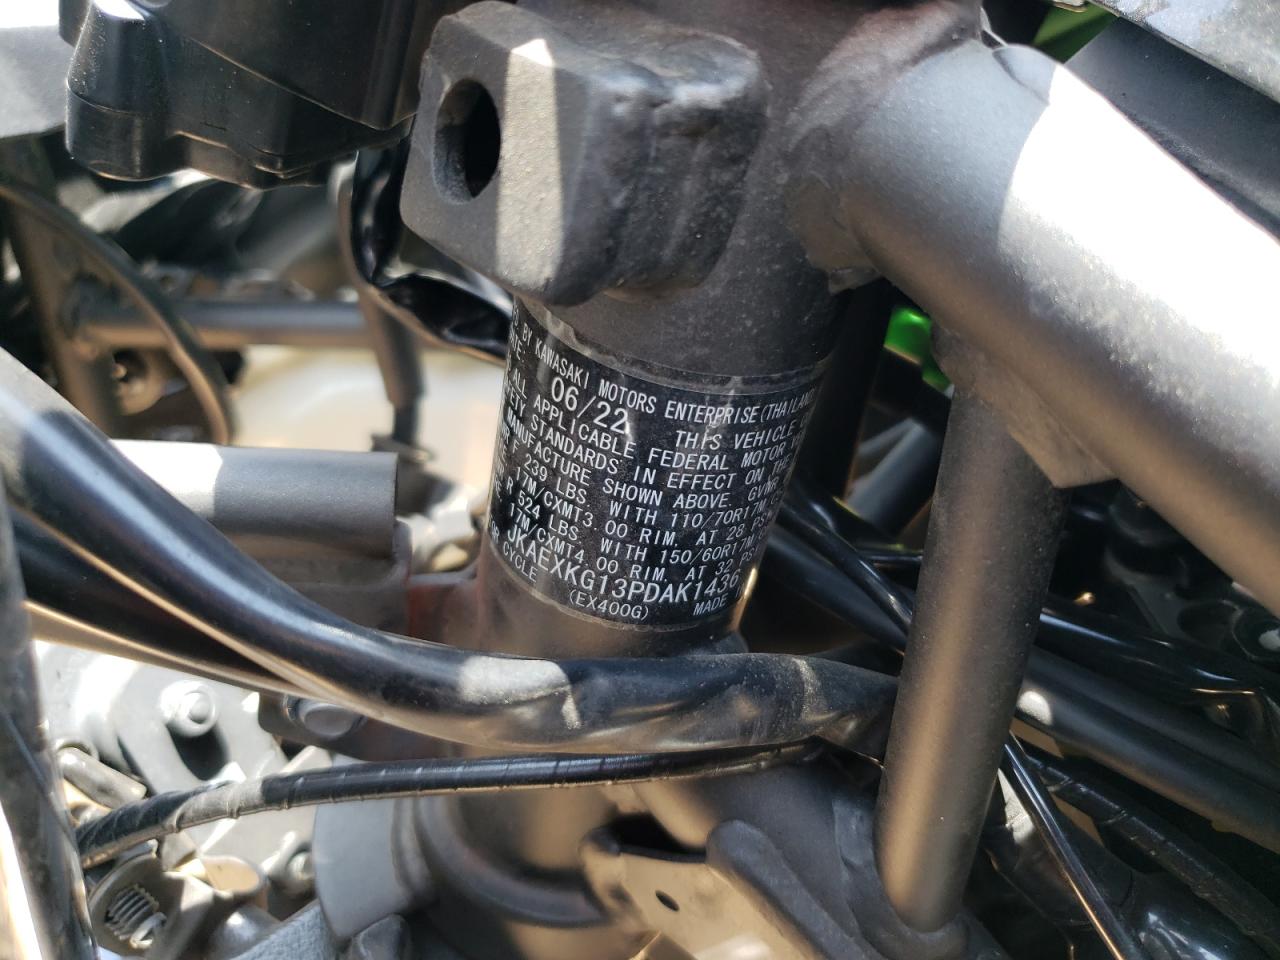 BY KAWASAKI MOTORS ENTERPRISE (THAILAND
06/22 THIS VEHICLE
ALL APPLICABLE FEDERAL MOTOR
STANDARDS IN EFFECT ON THE
MANUFACTURE SHOWN ABOVE. GVWR
239 LBS. WITH 110/70R17M/C
17M/CXMT3.00 RIM. AT 28 PSI
R 524 LBS. WITH 150/60R17M/
17M/CXMT4.00 RIM. AT 32 PSI
JKAEXKG13PDAK1436
CYCLE (EX400G) MADE